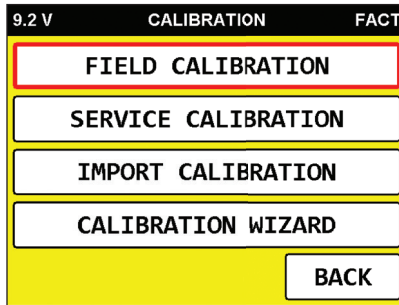 9.2 V CALIBRATION FACT
FIELD CALIBRATION
SERVICE CALIBRATION
IMPORT CALIBRATION
CALIBRATION WIZARD
BACK